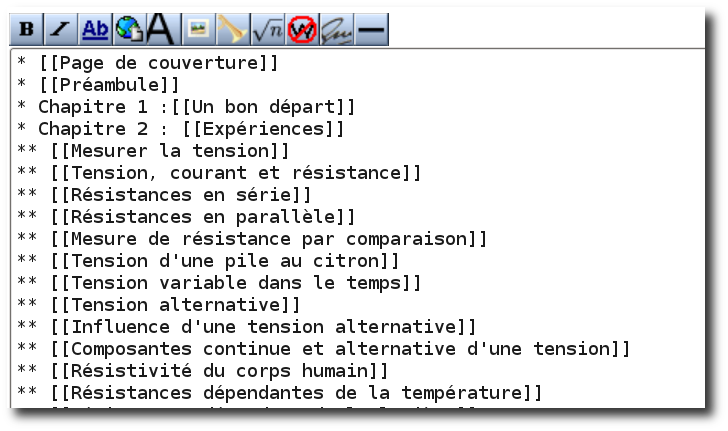 B I Ab A √n W
* [[Page de couverture]]
* [[Préambule]]
* Chapitre 1 :[[Un bon départ]]
* Chapitre 2 : [[Expériences]]
** [[Mesurer la tension]]
** [[Tension, courant et résistance]]
** [[Résistances en série]]
** [[Résistances en parallèle]]
** [[Mesure de résistance par comparaison]]
** [[Tension d'une pile au citron]]
** [[Tension variable dans le temps]]
** [[Tension alternative]]
** [[Influence d'une tension alternative]]
** [[Composantes continue et alternative d'une tension]]
** [[Résistivité du corps humain]]
** [[Résistances dépendantes de la température]]